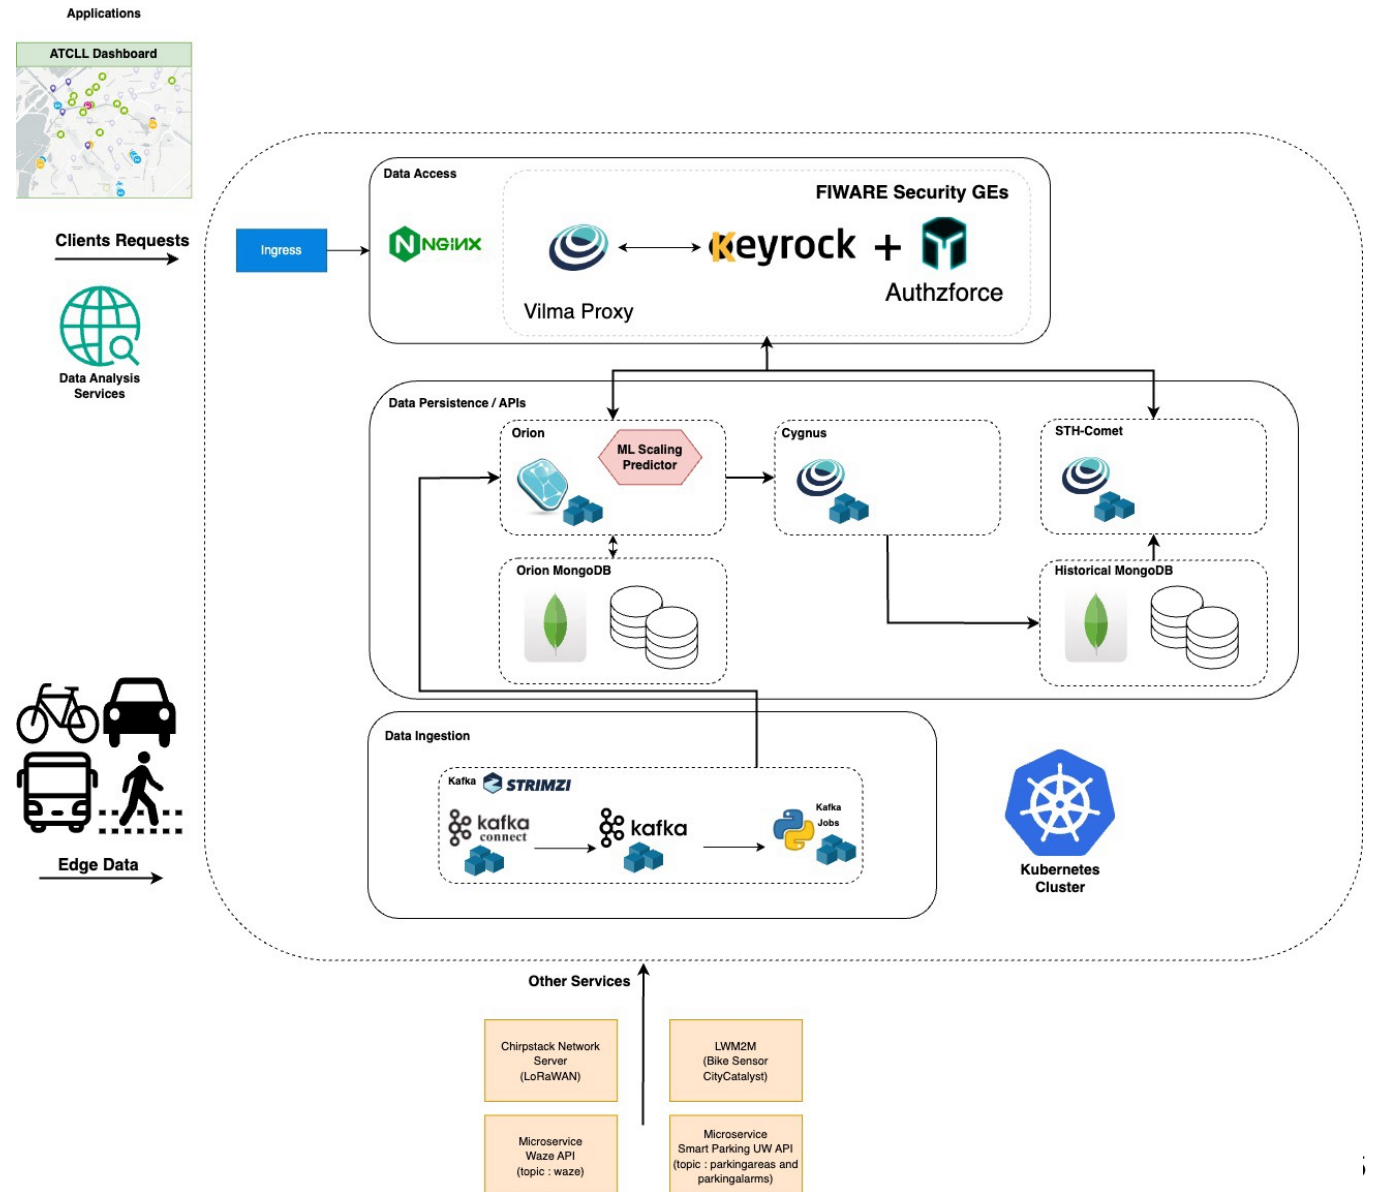 Applications
ATCLL Dashboard
Clients Requests
Data Analysis
Services
Edge Data
Ingress
Data Access
NGINX
FIWARE Security GEs
Vilma Proxy
Keyrock
+
Authzforce
Data Persistence / APIs
Orion
ML Scaling
Predictor
Cygnus
STH-Comet
Orion MongoDB
Historical MongoDB
Data Ingestion
Kafka
STRIMZI
kafka
connect
kafka
Kafka
Jobs
Kubernetes
Cluster
Other Services
Chirpstack Network
Server
(LoRaWAN)
LWM2M
(Bike Sensor
CityCatalyst)
Microservice
Waze API
(topic : waze)
Microservice
Smart Parking UW API
(topic : parkingareas and
parkingalarms)